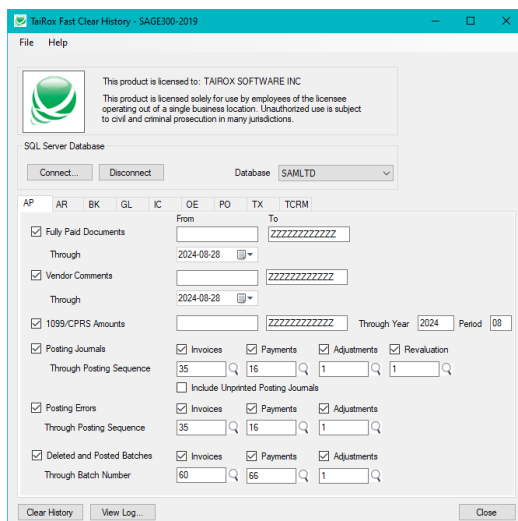 TaiRox Fast Clear History - SAGE300-2019
File Help
This product is licensed to: TAIROX SOFTWARE INC
This product is licensed solely for use by employees of the licensee
operating out of a single business location. Unauthorized use is subject
to civil and criminal prosecution in many jurisdictions.
SQL Server Database
Connect... Disconnect Database SAMLTD
AP AR BK GL IC OE PO TX TCRM
From To
Fully Paid Documents ZZZZZZZZZZZZ
Through 2024-08-28
Vendor Comments ZZZZZZZZZZZZ
Through 2024-08-28
1099/CPRS Amounts ZZZZZZZZZZZZ Through Year 2024 Period 08
Posting Journals Invoices Payments Adjustments Revaluation
Through Posting Sequence 35 16 1 1
Include Unprinted Posting Journals
Posting Errors Invoices Payments Adjustments
Through Posting Sequence 35 16 1
Deleted and Posted Batches Invoices Payments Adjustments
Through Batch Number 60 66 1
Clear History View Log... Close